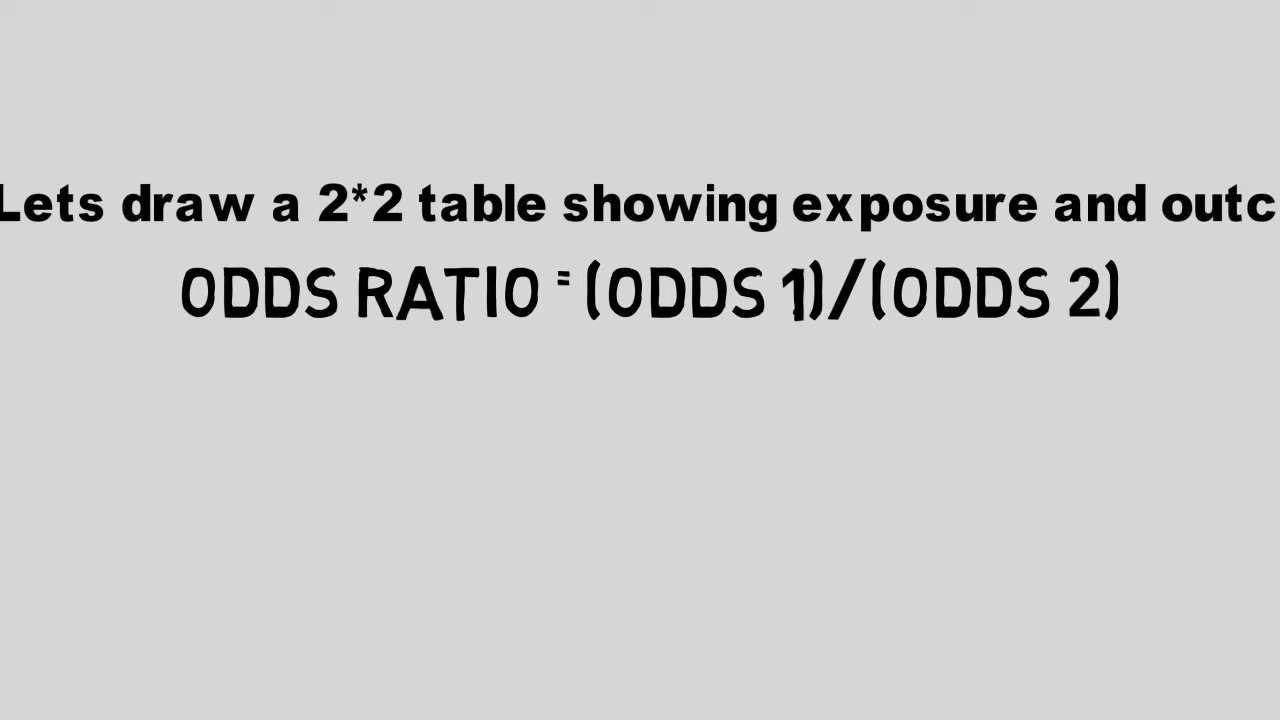 Lets draw a 2*2 table showing exposure and outc
ODDS RATIO = (ODDS 1)/(ODDS 2)